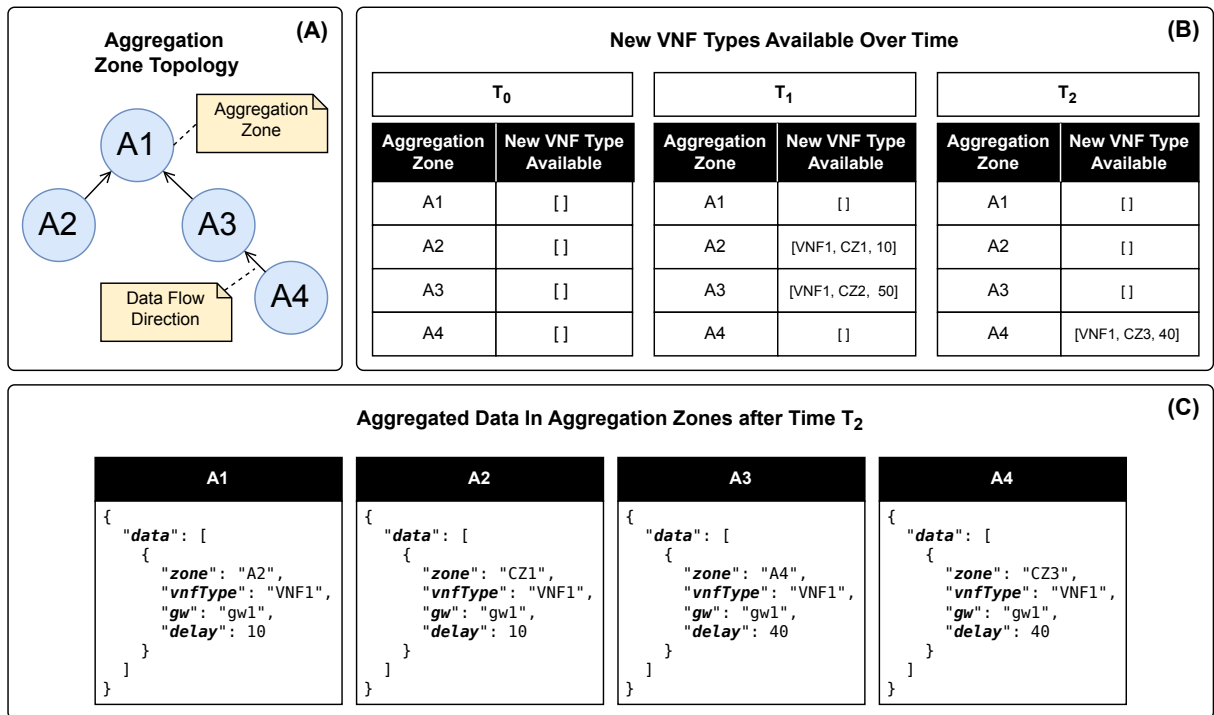 (A)
Aggregation
Zone Topology
Aggregation
Zone
A1
A2
A3
A4
Data Flow
Direction
(B)
New VNF Types Available Over Time
T0
Aggregation Zone | New VNF Type Available
A1 [ ]
A2 [ ]
A3 [ ]
A4 [ ]
T1
Aggregation Zone | New VNF Type Available
A1 [ ]
A2 [VNF1, CZ1, 10]
A3 [VNF1, CZ2, 50]
A4 [ ]
T2
Aggregation Zone | New VNF Type Available
A1 [ ]
A2 [ ]
A3 [ ]
A4 [VNF1, CZ3, 40]
(C)
Aggregated Data In Aggregation Zones after Time T2
A1
{
"data": [
{
"zone": "A2",
"vnfType": "VNF1",
"gw": "gw1",
"delay": 10
}
]
}
A2
{
"data": [
{
"zone": "CZ1",
"vnfType": "VNF1",
"gw": "gw1",
"delay": 10
}
]
}
A3
{
"data": [
{
"zone": "A4",
"vnfType": "VNF1",
"gw": "gw1",
"delay": 40
}
]
}
A4
{
"data": [
{
"zone": "CZ3",
"vnfType": "VNF1",
"gw": "gw1",
"delay": 40
}
]
}